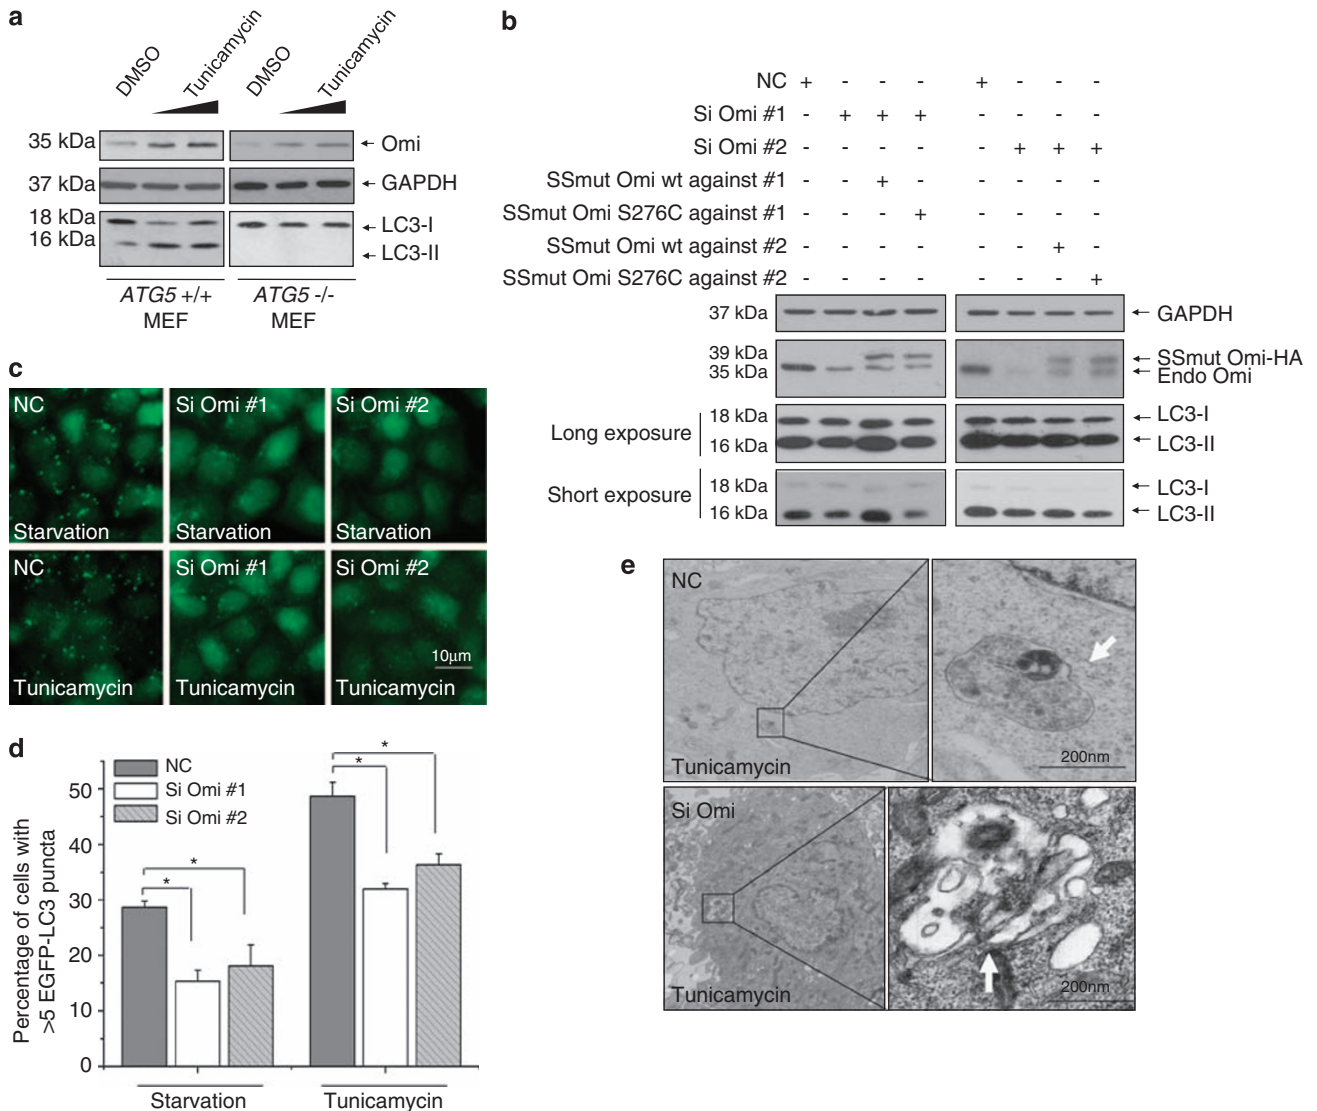 a
DMSO
Tunicamycin
DMSO
Tunicamycin
35 kDa
Omi
37 kDa
GAPDH
18 kDa
LC3-I
16 kDa
LC3-II
ATG5 +/+
MEF
ATG5 -/-
MEF
b
NC + - - - + - - -
Si Omi #1 - + + + - - - -
Si Omi #2 - - - - - + + +
SSmut Omi wt against #1 - - + - - - - -
SSmut Omi S276C against #1 - - - + - - - -
SSmut Omi wt against #2 - - - - - - + -
SSmut Omi S276C against #2 - - - - - - - +
37 kDa
GAPDH
39 kDa
SSmut Omi-HA
35 kDa
Endo Omi
Long exposure
18 kDa
LC3-I
16 kDa
LC3-II
Short exposure
18 kDa
LC3-I
16 kDa
LC3-II
c
NC
Starvation
Si Omi #1
Starvation
Si Omi #2
Starvation
NC
Tunicamycin
Si Omi #1
Tunicamycin
Si Omi #2
10µm
Tunicamycin
d
NC
Si Omi #1
Si Omi #2
* * * *
Percentage of cells with
>5 EGFP-LC3 puncta
50
40
30
20
10
0
Starvation
Tunicamycin
e
NC
Tunicamycin
200nm
Si Omi
Tunicamycin
200nm